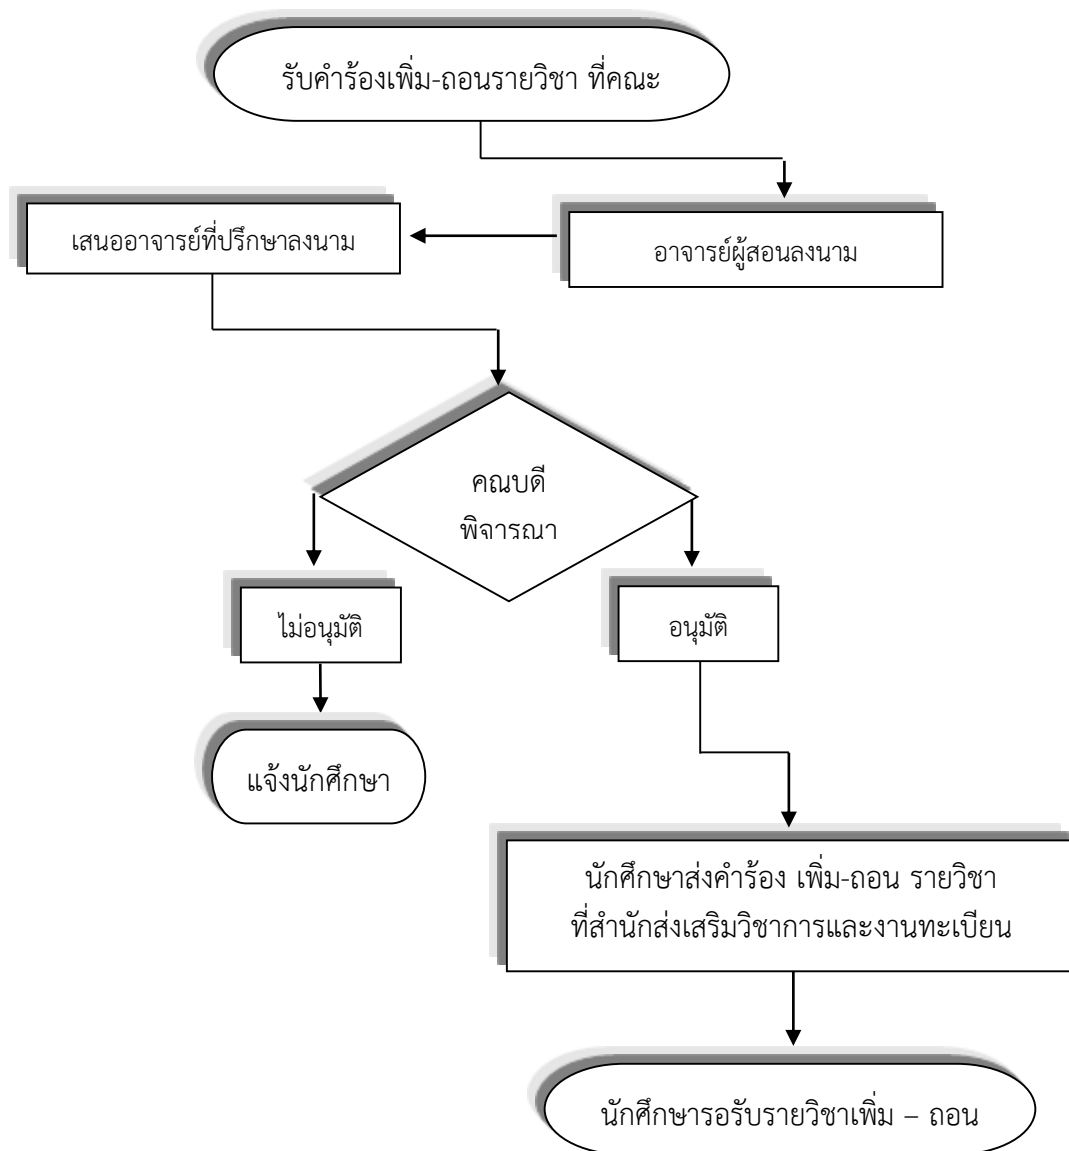 รับคำร้องเพิ่ม-ถอนรายวิชา ที่คณะ
อาจารย์ผู้สอนลงนาม
เสนออาจารย์ที่ปรึกษาลงนาม
คณบดี
พิจารณา
ไม่อนุมัติ
อนุมัติ
แจ้งนักศึกษา
นักศึกษาส่งคำร้อง เพิ่ม-ถอน รายวิชา
ที่สำนักส่งเสริมวิชาการและงานทะเบียน
นักศึกษารอรับรายวิชาเพิ่ม – ถอน